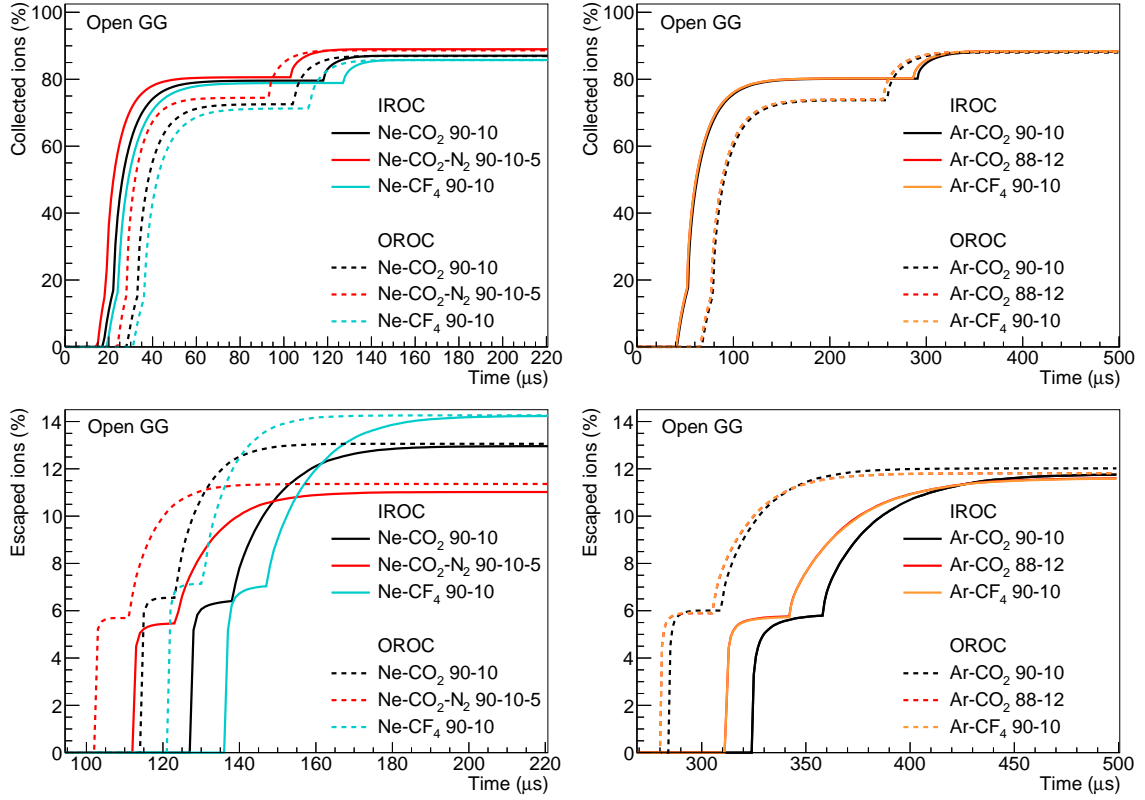 Open GG
Collected ions (%)
100
80
60
40
20
0
IROC
Ne-CO₂ 90-10
Ne-CO₂-N₂ 90-10-5
Ne-CF₄ 90-10
OROC
Ne-CO₂ 90-10
Ne-CO₂-N₂ 90-10-5
Ne-CF₄ 90-10
0 20 40 60 80 100 120 140 160 180 200 220
Time (μs)
Open GG
Collected ions (%)
100
80
60
40
20
0
IROC
Ar-CO₂ 90-10
Ar-CO₂ 88-12
Ar-CF₄ 90-10
OROC
Ar-CO₂ 90-10
Ar-CO₂ 88-12
Ar-CF₄ 90-10
0 100 200 300 400 500
Time (μs)
Open GG
Escaped ions (%)
14
12
10
8
6
4
2
0
IROC
Ne-CO₂ 90-10
Ne-CO₂-N₂ 90-10-5
Ne-CF₄ 90-10
OROC
Ne-CO₂ 90-10
Ne-CO₂-N₂ 90-10-5
Ne-CF₄ 90-10
100 120 140 160 180 200 220
Time (μs)
Open GG
Escaped ions (%)
14
12
10
8
6
4
2
0
IROC
Ar-CO₂ 90-10
Ar-CO₂ 88-12
Ar-CF₄ 90-10
OROC
Ar-CO₂ 90-10
Ar-CO₂ 88-12
Ar-CF₄ 90-10
300 350 400 450 500
Time (μs)